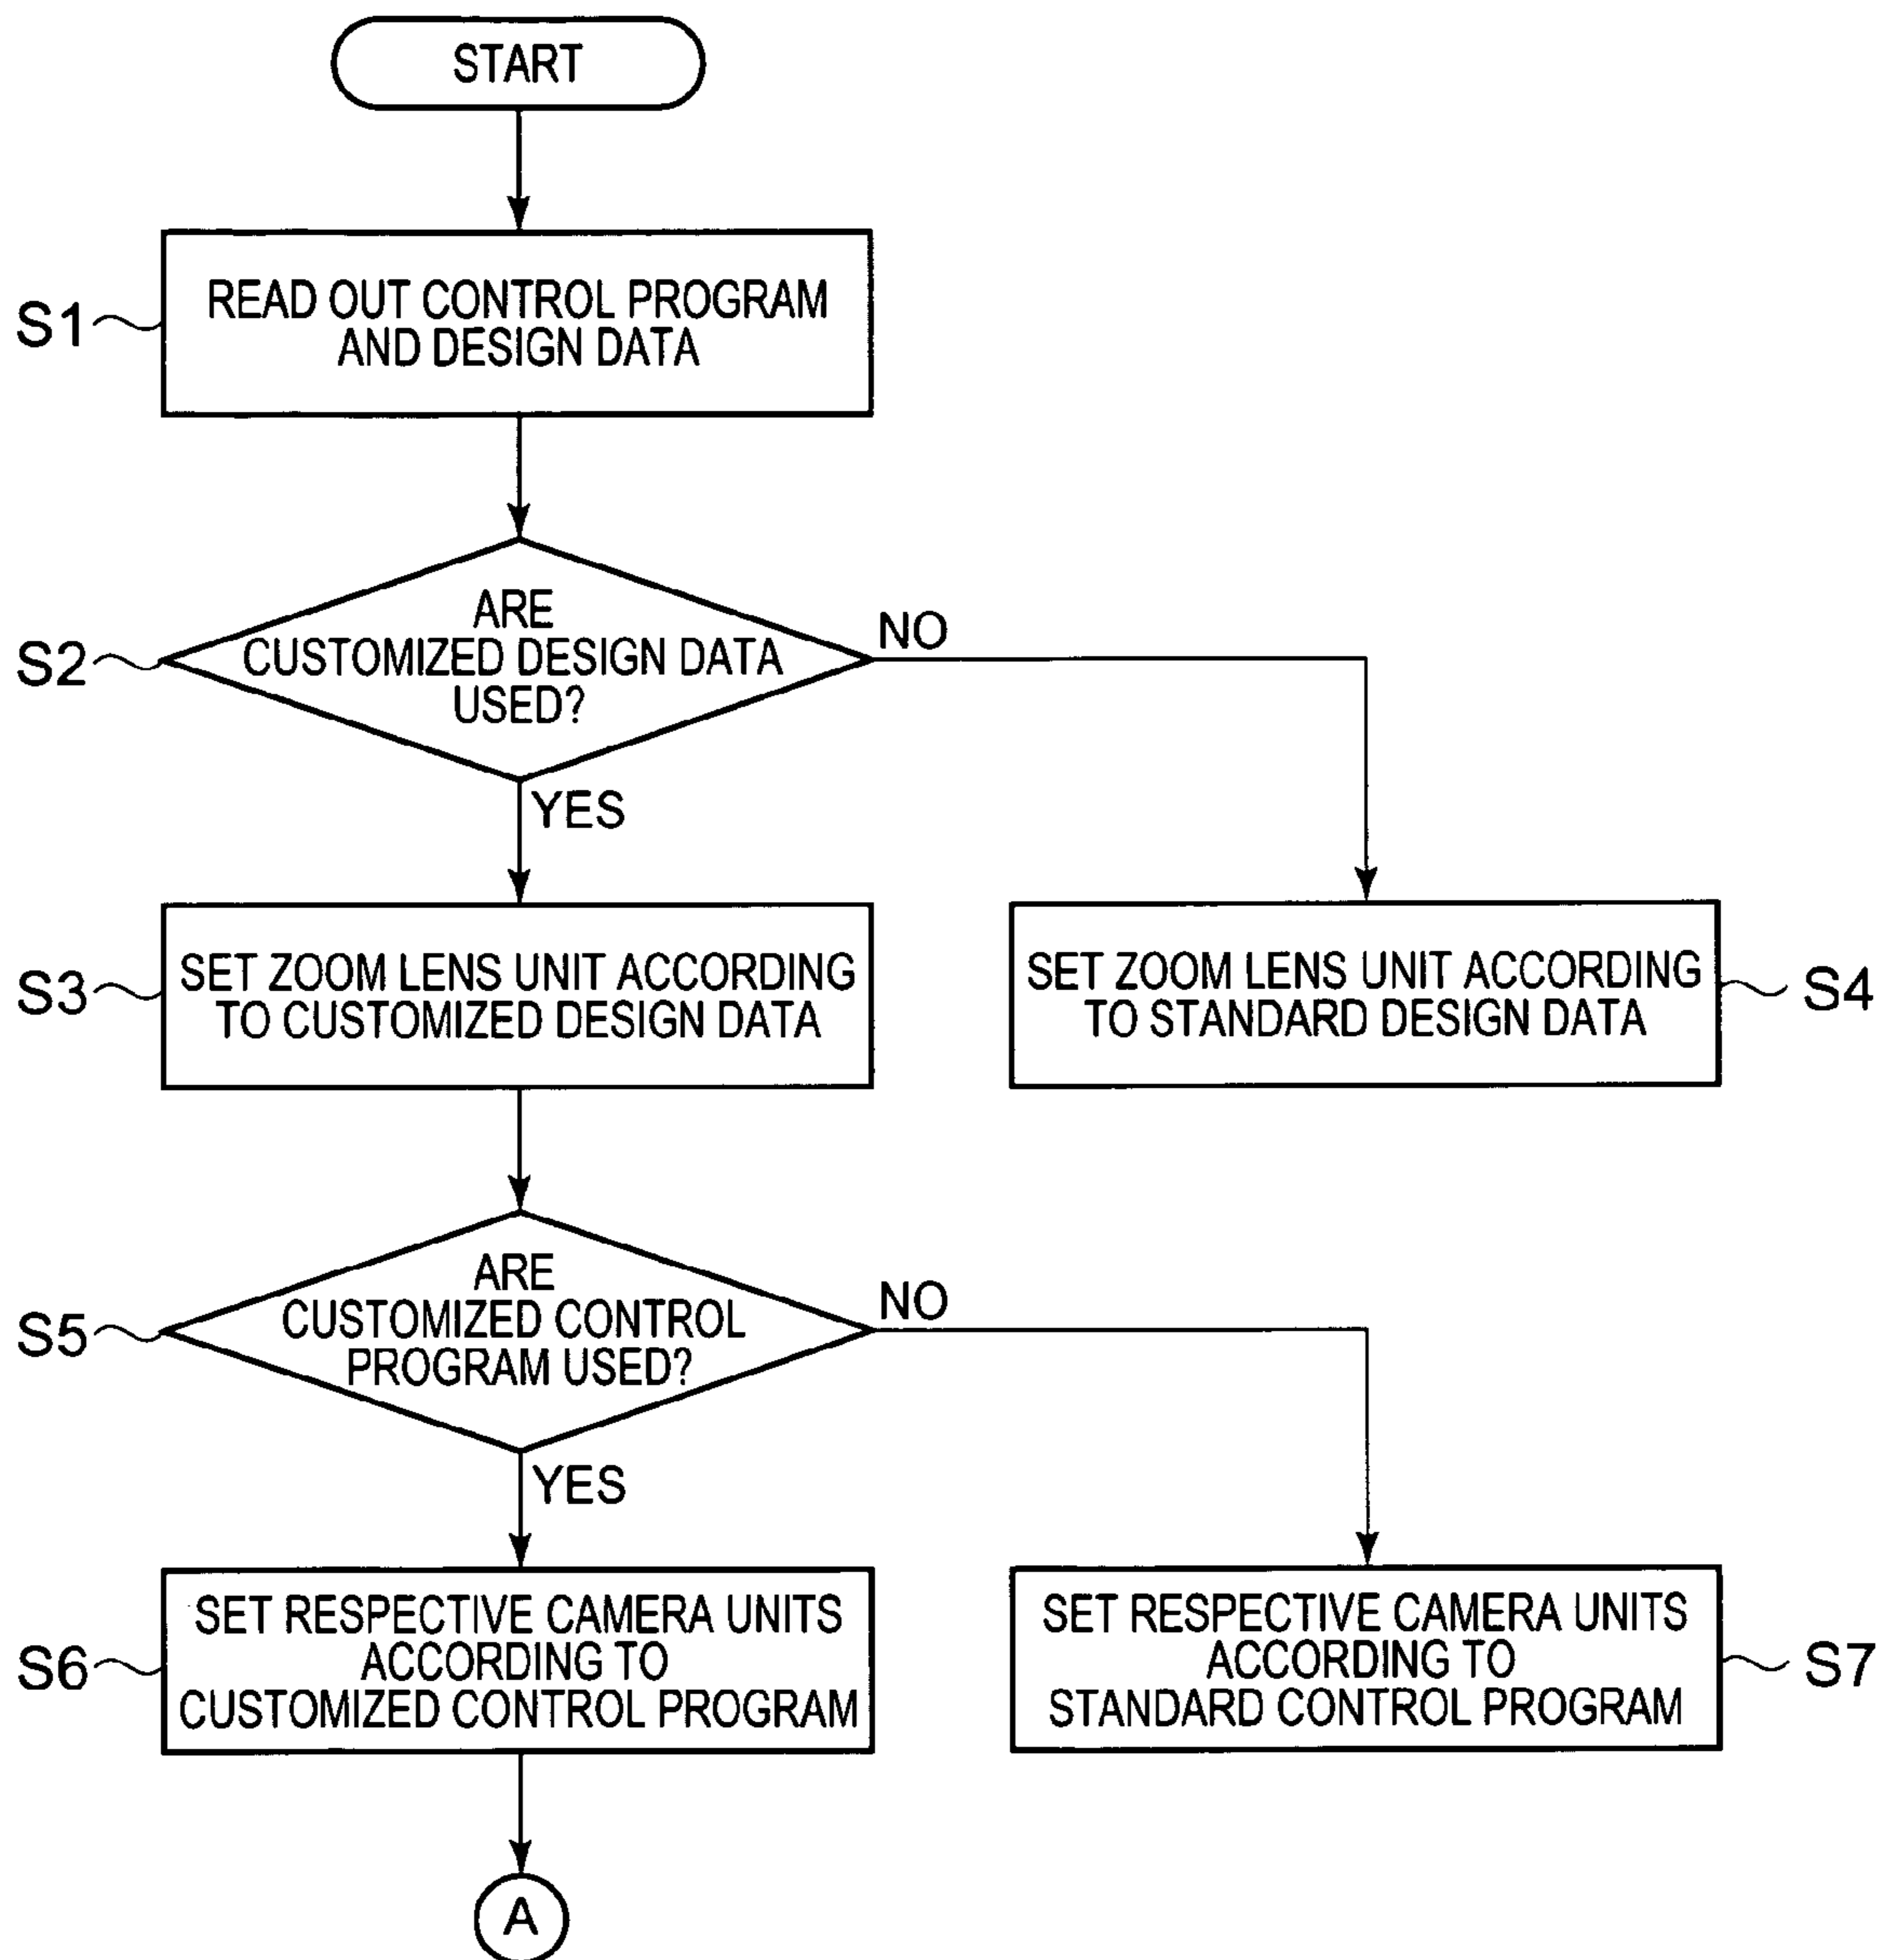 START
S1
READ OUT CONTROL PROGRAM
AND DESIGN DATA
S2
ARE
CUSTOMIZED DESIGN DATA
USED?
NO
YES
S3
SET ZOOM LENS UNIT ACCORDING
TO CUSTOMIZED DESIGN DATA
SET ZOOM LENS UNIT ACCORDING
TO STANDARD DESIGN DATA
S4
S5
ARE
CUSTOMIZED CONTROL
PROGRAM USED?
NO
YES
S6
SET RESPECTIVE CAMERA UNITS
ACCORDING TO
CUSTOMIZED CONTROL PROGRAM
SET RESPECTIVE CAMERA UNITS
ACCORDING TO
STANDARD CONTROL PROGRAM
S7
A